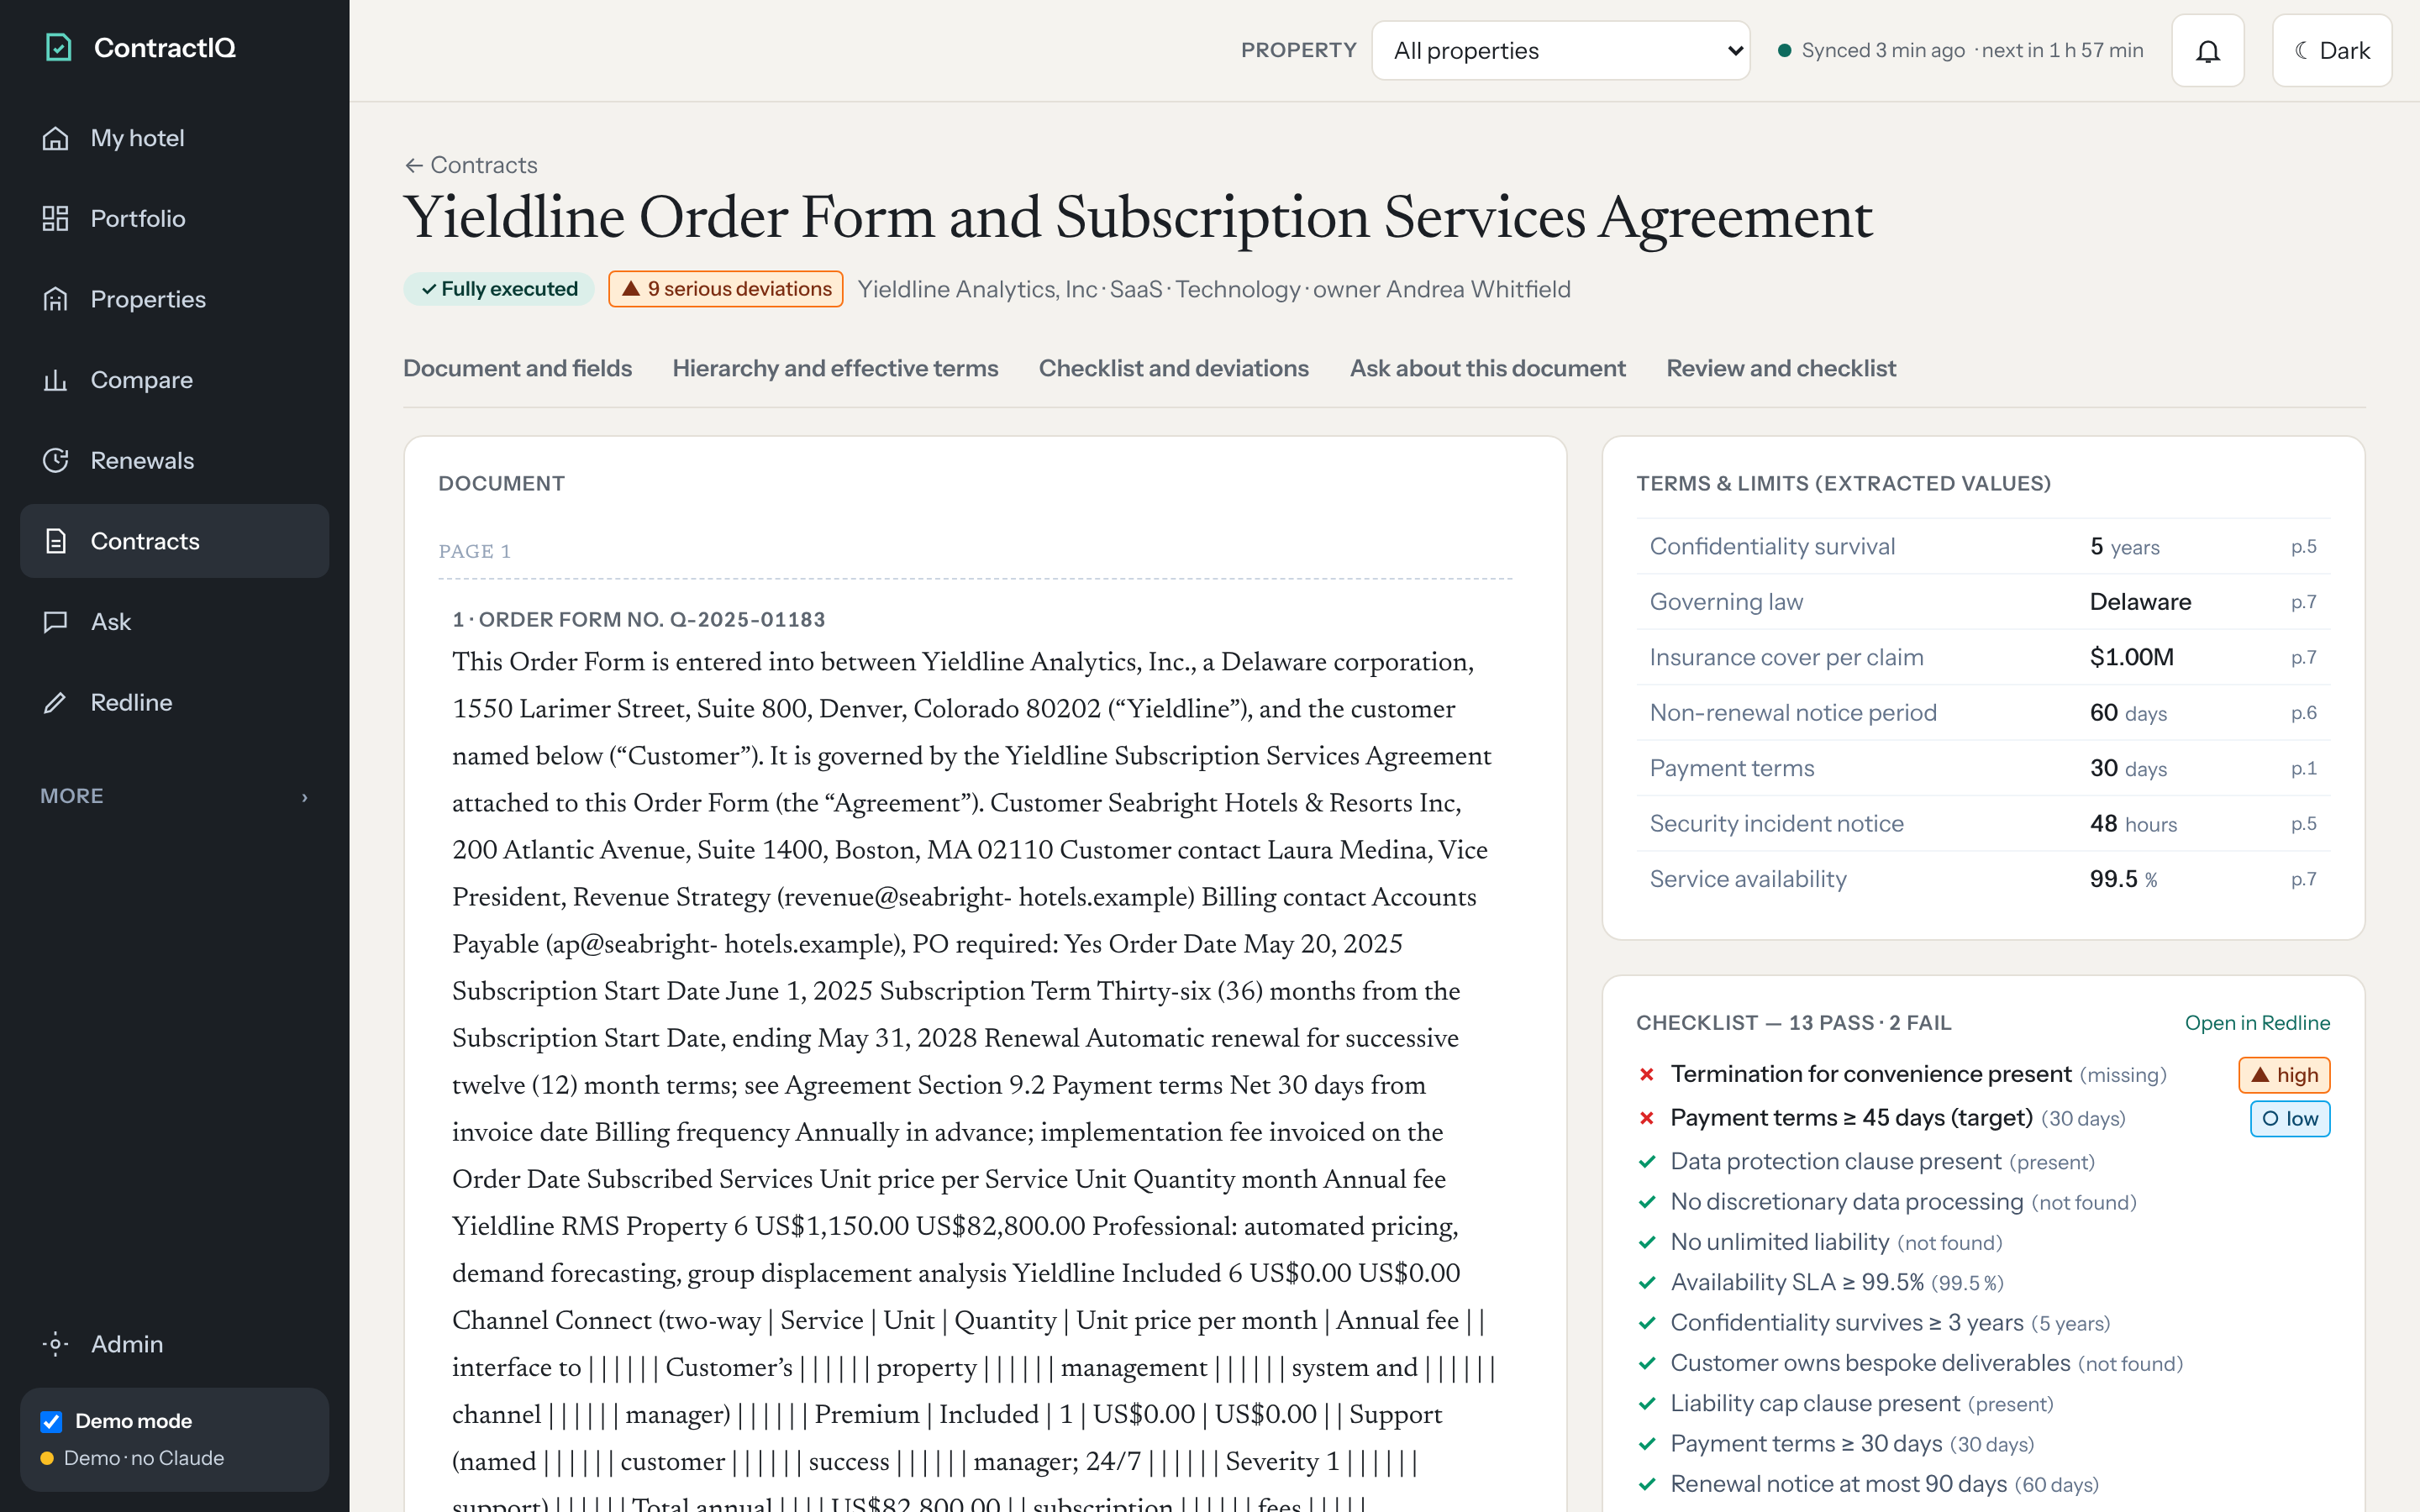 ContractIQ
My hotel
Portfolio
Properties
Compare
Renewals
Contracts
Ask
Redline
MORE ›
Admin
Demo mode
Demo · no Claude
PROPERTY All properties Synced 3 min ago · next in 1 h 57 min ☾ Dark
← Contracts
Yieldline Order Form and Subscription Services Agreement
✓ Fully executed ▲ 9 serious deviations Yieldline Analytics, Inc · SaaS · Technology · owner Andrea Whitfield
Document and fields Hierarchy and effective terms Checklist and deviations Ask about this document Review and checklist
DOCUMENT
PAGE 1
1 · ORDER FORM NO. Q-2025-01183
This Order Form is entered into between Yieldline Analytics, Inc., a Delaware corporation,
1550 Larimer Street, Suite 800, Denver, Colorado 80202 (“Yieldline”), and the customer
named below (“Customer”). It is governed by the Yieldline Subscription Services Agreement
attached to this Order Form (the “Agreement”). Customer Seabright Hotels & Resorts Inc,
200 Atlantic Avenue, Suite 1400, Boston, MA 02110 Customer contact Laura Medina, Vice
President, Revenue Strategy (revenue@seabright- hotels.example) Billing contact Accounts
Payable (ap@seabright- hotels.example), PO required: Yes Order Date May 20, 2025
Subscription Start Date June 1, 2025 Subscription Term Thirty-six (36) months from the
Subscription Start Date, ending May 31, 2028 Renewal Automatic renewal for successive
twelve (12) month terms; see Agreement Section 9.2 Payment terms Net 30 days from
invoice date Billing frequency Annually in advance; implementation fee invoiced on the
Order Date Subscribed Services Unit price per Service Unit Quantity month Annual fee
Yieldline RMS Property 6 US$1,150.00 US$82,800.00 Professional: automated pricing,
demand forecasting, group displacement analysis Yieldline Included 6 US$0.00 US$0.00
Channel Connect (two-way | Service | Unit | Quantity | Unit price per month | Annual fee | |
interface to | | | | | | Customer’s | | | | | | property | | | | | | management | | | | | | system and | | | | | |
channel | | | | | | manager) | | | | | | Premium | Included | 1 | US$0.00 | US$0.00 | | Support
(named | | | | | | customer | | | | | | success | | | | | | manager; 24/7 | | | | | | Severity 1 | | | | | |
support) | | | | | | Total annual | | | | US$82,800.00 | | subscription | | | | | | fees | | | | |
TERMS & LIMITS (EXTRACTED VALUES)
Confidentiality survival 5 years p.5
Governing law Delaware p.7
Insurance cover per claim $1.00M p.7
Non-renewal notice period 60 days p.6
Payment terms 30 days p.1
Security incident notice 48 hours p.5
Service availability 99.5 % p.7
CHECKLIST — 13 PASS · 2 FAIL Open in Redline
✕ Termination for convenience present (missing) ▲ high
✕ Payment terms ≥ 45 days (target) (30 days) ○ low
✓ Data protection clause present (present)
✓ No discretionary data processing (not found)
✓ No unlimited liability (not found)
✓ Availability SLA ≥ 99.5% (99.5 %)
✓ Confidentiality survives ≥ 3 years (5 years)
✓ Customer owns bespoke deliverables (not found)
✓ Liability cap clause present (present)
✓ Payment terms ≥ 30 days (30 days)
✓ Renewal notice at most 90 days (60 days)